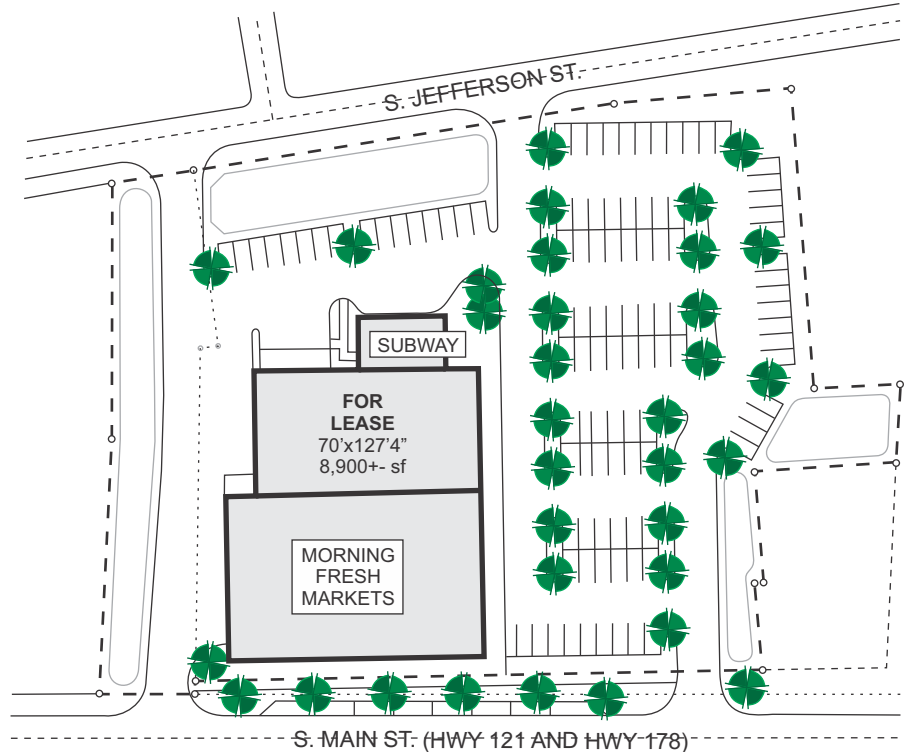 S. JEFFERSON ST.
SUBWAY
FOR
LEASE
70'x127'4"
8,900+- sf
MORNING
FRESH
MARKETS
S. MAIN ST. (HWY 121 AND HWY 178)